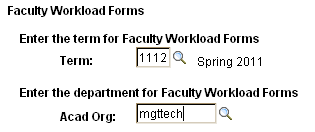 Faculty Workload Forms
Enter the term for Faculty Workload Forms
Term: 1112 Spring 2011
Enter the department for Faculty Workload Forms
Acad Org: mgttech